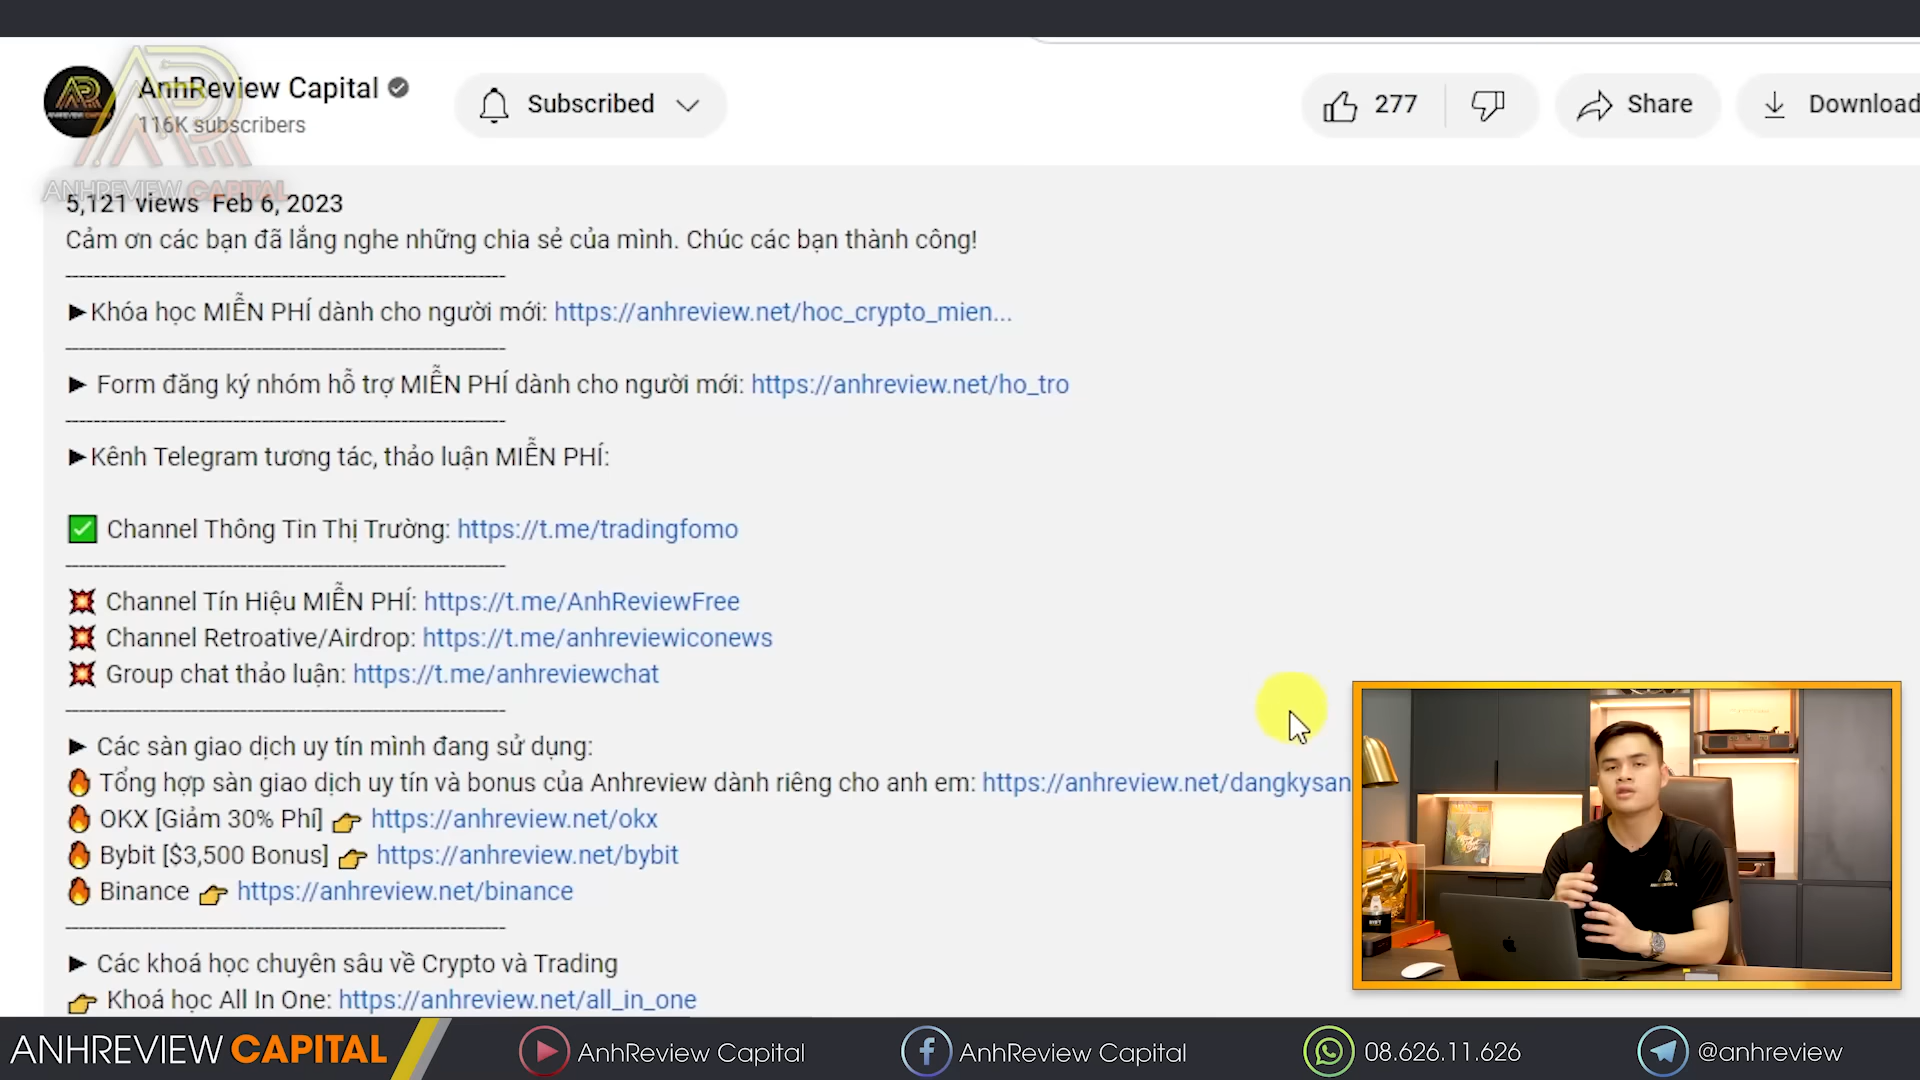 AnhReview Capital
116K subscribers
Subscribed
277
Share
Download
ANHREVIEW CAPITAL
5,121 views Feb 6, 2023
Cảm ơn các bạn đã lắng nghe những chia sẻ của mình. Chúc các bạn thành công!
►Khóa học MIỄN PHÍ dành cho người mới: https://anhreview.net/hoc_crypto_mien...
► Form đăng ký nhóm hỗ trợ MIỄN PHÍ dành cho người mới: https://anhreview.net/ho_tro
►Kênh Telegram tương tác, thảo luận MIỄN PHÍ:
✅ Channel Thông Tin Thị Trường: https://t.me/tradingfomo
💥 Channel Tín Hiệu MIỄN PHÍ: https://t.me/AnhReviewFree
💥 Channel Retroative/Airdrop: https://t.me/anhreviewiconews
💥 Group chat thảo luận: https://t.me/anhreviewchat
► Các sàn giao dịch uy tín mình đang sử dụng:
🔥 Tổng hợp sàn giao dịch uy tín và bonus của Anhreview dành riêng cho anh em: https://anhreview.net/dangkysan
🔥 OKX [Giảm 30% Phí] 👉 https://anhreview.net/okx
🔥 Bybit [$3,500 Bonus] 👉 https://anhreview.net/bybit
🔥 Binance 👉 https://anhreview.net/binance
► Các khoá học chuyên sâu về Crypto và Trading
👉 Khoá học All In One: https://anhreview.net/all_in_one
ANHREVIEW CAPITAL
AnhReview Capital
AnhReview Capital
08.626.11.626
@anhreview